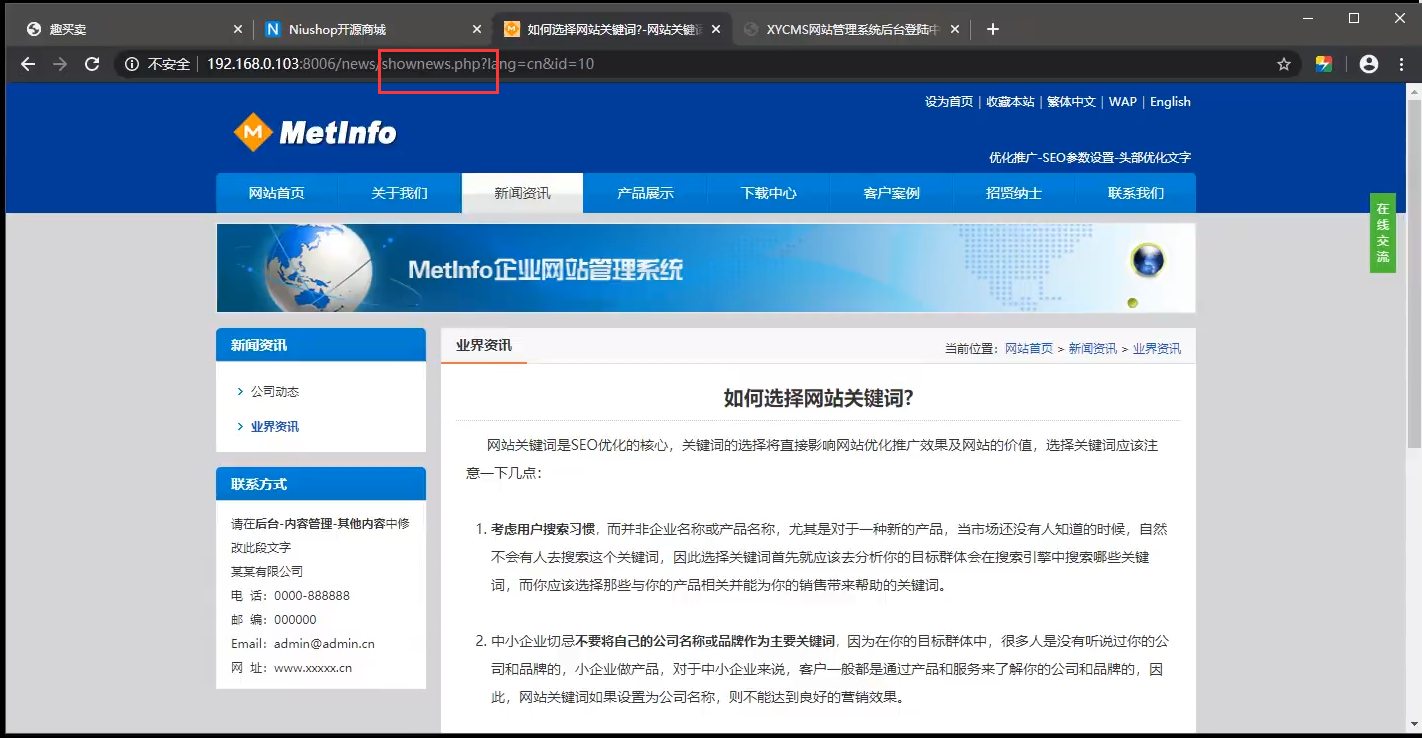 趣买卖
Niushop开源商城
如何选择网站关键词?-网站关键词
XYCMS网站管理系统后台登陆中
不安全 | 192.168.0.103:8006/news/shownews.php?lang=cn&id=10
设为首页 | 收藏本站 | 繁体中文 | WAP | English
MetInfo
优化推广-SEO参数设置-头部优化文字
网站首页 关于我们 新闻资讯 产品展示 下载中心 客户案例 招贤纳士 联系我们
在线交流
MetInfo企业网站管理系统
新闻资讯
公司动态
业界资讯
联系方式
请在后台-内容管理-其他内容中修
改此段文字
某某有限公司
电 话：0000-888888
邮 编：000000
Email：admin@admin.cn
网 址：www.xxxxx.cn
业界资讯
当前位置：网站首页 > 新闻资讯 > 业界资讯
如何选择网站关键词?
网站关键词是SEO优化的核心，关键词的选择将直接影响网站优化推广效果及网站的价值，选择关键词应该注
意一下几点：
1. 考虑用户搜索习惯，而并非企业名称或产品名称，尤其是对于一种新的产品，当市场还没有人知道的时候，自然
不会有人去搜索这个关键词，因此选择关键词首先就应该去分析你的目标群体会在搜索引擎中搜索哪些关键
词，而你应该选择那些与你的产品相关并能为你的销售带来帮助的关键词。
2. 中小企业切忌不要将自己的公司名称或品牌作为主要关键词，因为在你的目标群体中，很多人是没有听说过你的公
司和品牌的，小企业做产品，对于中小企业来说，客户一般都是通过产品和服务来了解你的公司和品牌的，因
此，网站关键词如果设置为公司名称，则不能达到良好的营销效果。